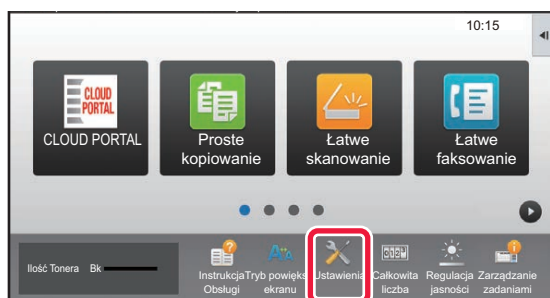 10:15
CLOUD
PORTAL
CLOUD PORTAL
Proste
kopiowanie
Łatwe
skanowanie
Łatwe
faksowanie
Ilość Tonera Bk
Instrukcja
Obsługi
Tryb powięks
ekranu
Ustawienia
Całkowita
liczba
Regulacja
jasności
Zarządzanie
zadaniami